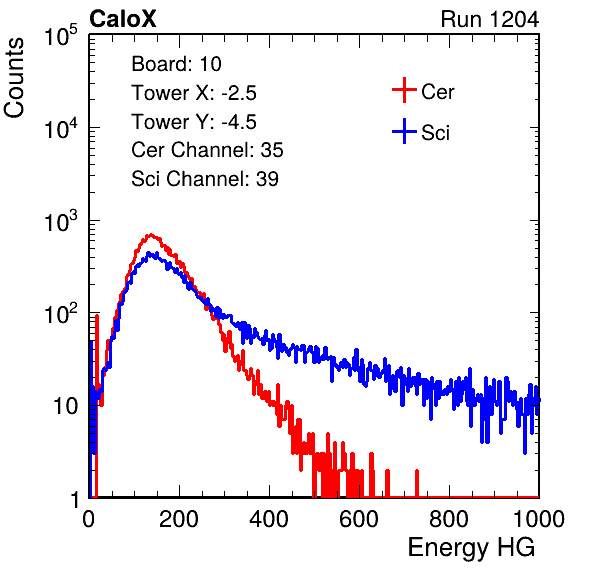 CaloX Run 1204
Counts
10^5
10^4
10^3
10^2
10
1
Board: 10
Tower X: -2.5
Tower Y: -4.5
Cer Channel: 35
Sci Channel: 39
Cer
Sci
0 200 400 600 800 1000
Energy HG